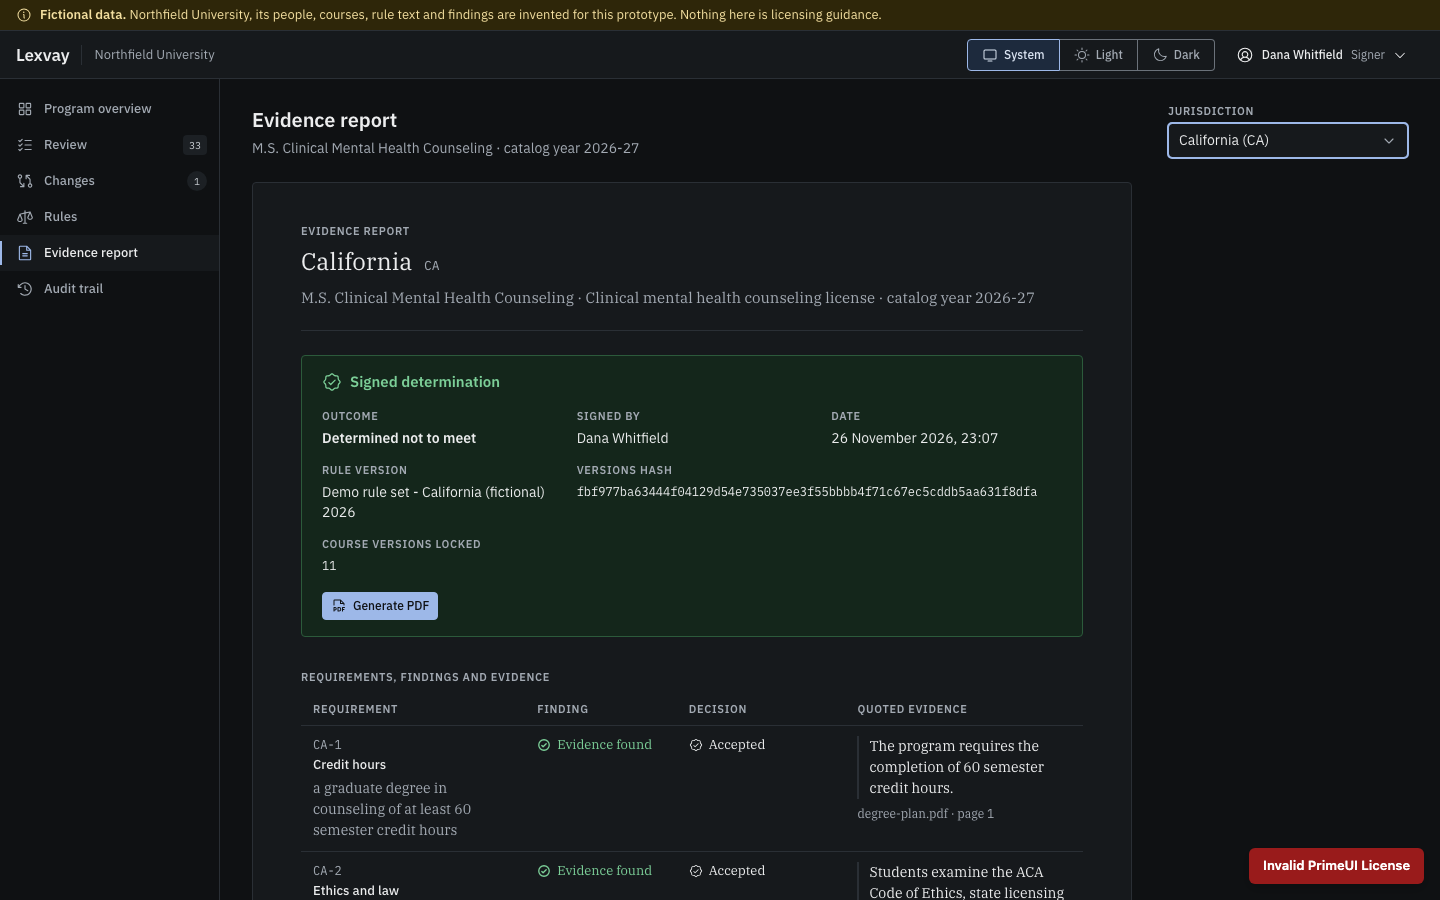 Fictional data. Northfield University, its people, courses, rule text and findings are invented for this prototype. Nothing here is licensing guidance.
Lexvay
Northfield University
System
Light
Dark
Dana Whitfield
Signer
Program overview
Review
33
Changes
1
Rules
Evidence report
Audit trail
Evidence report
M.S. Clinical Mental Health Counseling · catalog year 2026-27
JURISDICTION
California (CA)
EVIDENCE REPORT
California CA
M.S. Clinical Mental Health Counseling · Clinical mental health counseling license · catalog year 2026-27
Signed determination
OUTCOME
Determined not to meet
SIGNED BY
Dana Whitfield
DATE
26 November 2026, 23:07
RULE VERSION
Demo rule set - California (fictional)
2026
VERSIONS HASH
fbf977ba63444f04129d54e735037ee3f55bbbb4f71c67ec5cddb5aa631f8dfa
COURSE VERSIONS LOCKED
11
PDF
Generate PDF
REQUIREMENTS, FINDINGS AND EVIDENCE
REQUIREMENT
FINDING
DECISION
QUOTED EVIDENCE
CA-1
Credit hours
a graduate degree in
counseling of at least 60
semester credit hours
Evidence found
Accepted
The program requires the
completion of 60 semester
credit hours.
degree-plan.pdf · page 1
CA-2
Ethics and law
Evidence found
Accepted
Students examine the ACA
Code of Ethics, state licensing
Invalid PrimeUI License